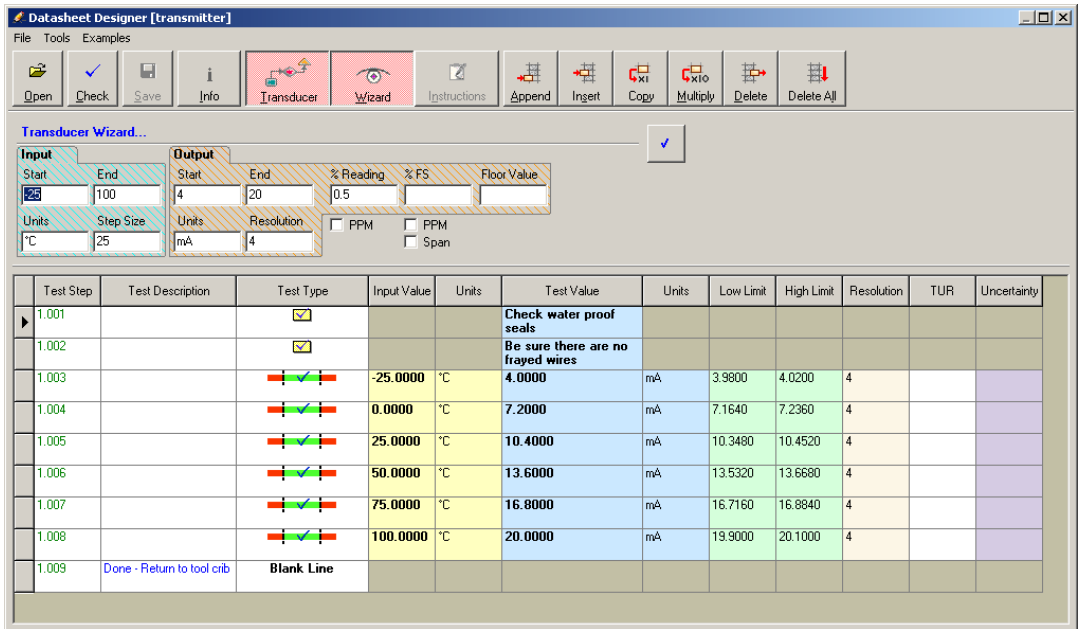 Datasheet Designer [transmitter]
File Tools Examples
Open Check Save Info Transducer Wizard Instructions Append Insert Copy Multiply Delete Delete All
Transducer Wizard...
Input Output
Start End Start End % Reading % FS Floor Value
-25 100 4 20 0.5
Units Step Size Units Resolution PPM PPM
°C 25 mA 4 Span
Test Step Test Description Test Type Input Value Units Test Value Units Low Limit High Limit Resolution TUR Uncertainty
1.001 Check water proof
seals
1.002 Be sure there are no
frayed wires
1.003 -25.0000 °C 4.0000 mA 3.9800 4.0200 4
1.004 0.0000 °C 7.2000 mA 7.1640 7.2360 4
1.005 25.0000 °C 10.4000 mA 10.3480 10.4520 4
1.006 50.0000 °C 13.6000 mA 13.5320 13.6680 4
1.007 75.0000 °C 16.8000 mA 16.7160 16.8840 4
1.008 100.0000 °C 20.0000 mA 19.9000 20.1000 4
1.009 Done - Return to tool crib Blank Line